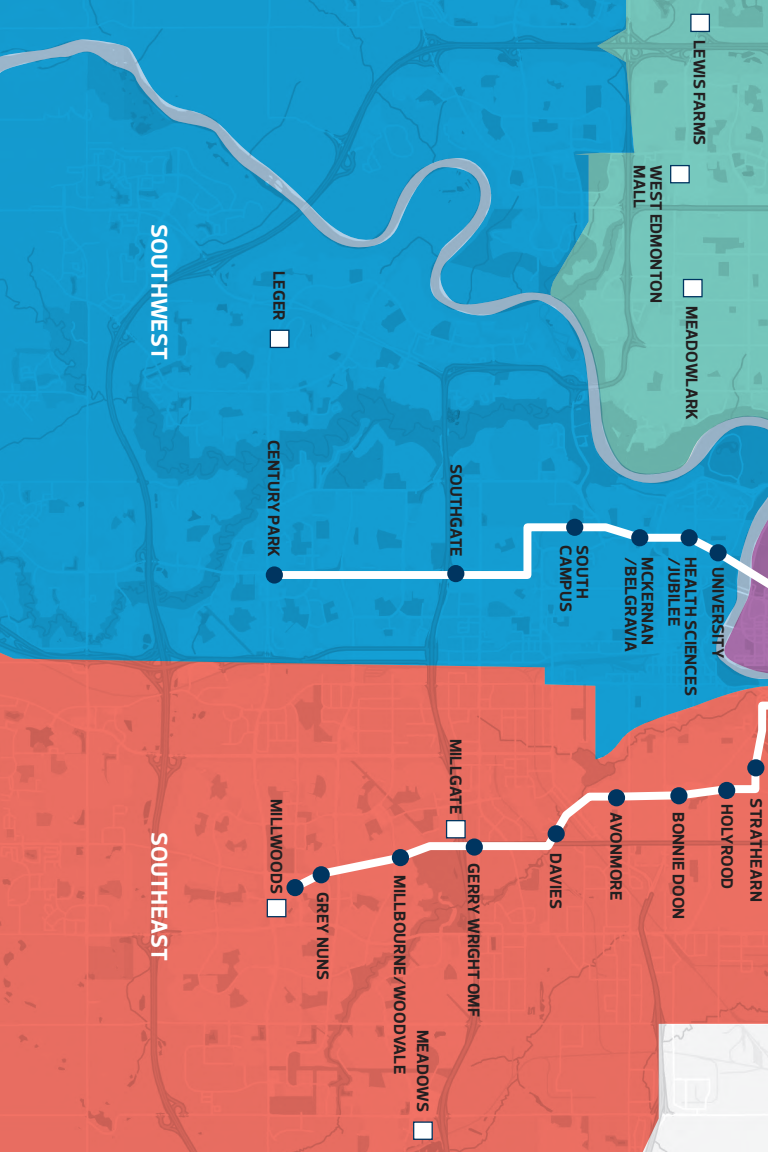 LEWIS FARMS
WEST EDMONTON
MALL
MEADOWLARK
UNIVERSITY
HEALTH SCIENCES
/JUBILEE
MCKERNAN
/BELGRAVIA
SOUTH
CAMPUS
SOUTHGATE
LEGER
CENTURY PARK
SOUTHWEST
STRATHEARN
HOLYROOD
BONNIE DOON
AVONMORE
DAVIES
GERRY WRIGHT OMF
MILLGATE
MEADOWS
MILLBOURNE/WOODVALE
GREY NUNS
MILLWOODS
SOUTHEAST